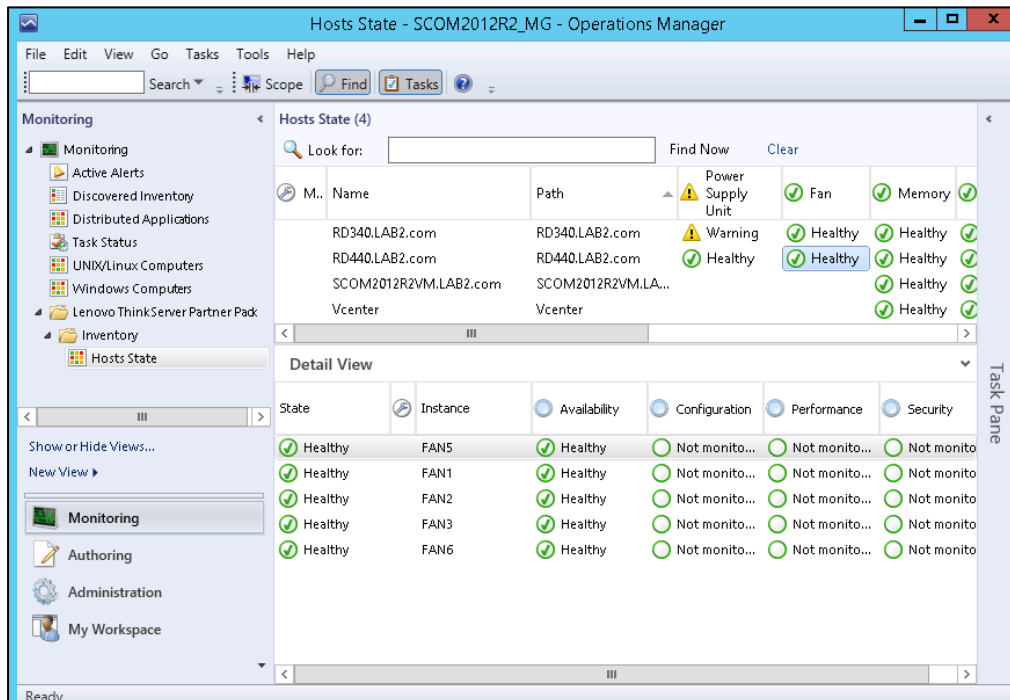 Hosts State - SCOM2012R2_MG - Operations Manager
File Edit View Go Tasks Tools Help
Search Scope Find Tasks
Monitoring
Monitoring
Active Alerts
Discovered Inventory
Distributed Applications
Task Status
UNIX/Linux Computers
Windows Computers
Lenovo ThinkServer Partner Pack
Inventory
Hosts State
Show or Hide Views...
New View
Monitoring
Authoring
Administration
My Workspace
Hosts State (4)
Look for: Find Now Clear
M.. Name Path Power Supply Unit Fan Memory
RD340.LAB2.com RD340.LAB2.com Warning Healthy Healthy
RD440.LAB2.com RD440.LAB2.com Healthy Healthy Healthy
SCOM2012R2VM.LAB2.com SCOM2012R2VM.LA... Healthy
Vcenter Vcenter Healthy
Detail View
State Instance Availability Configuration Performance Security
Healthy FAN5 Healthy Not monito... Not monito... Not monito
Healthy FAN1 Healthy Not monito... Not monito... Not monito
Healthy FAN2 Healthy Not monito... Not monito... Not monito
Healthy FAN3 Healthy Not monito... Not monito... Not monito
Healthy FAN6 Healthy Not monito... Not monito... Not monito
Task Pane
Ready